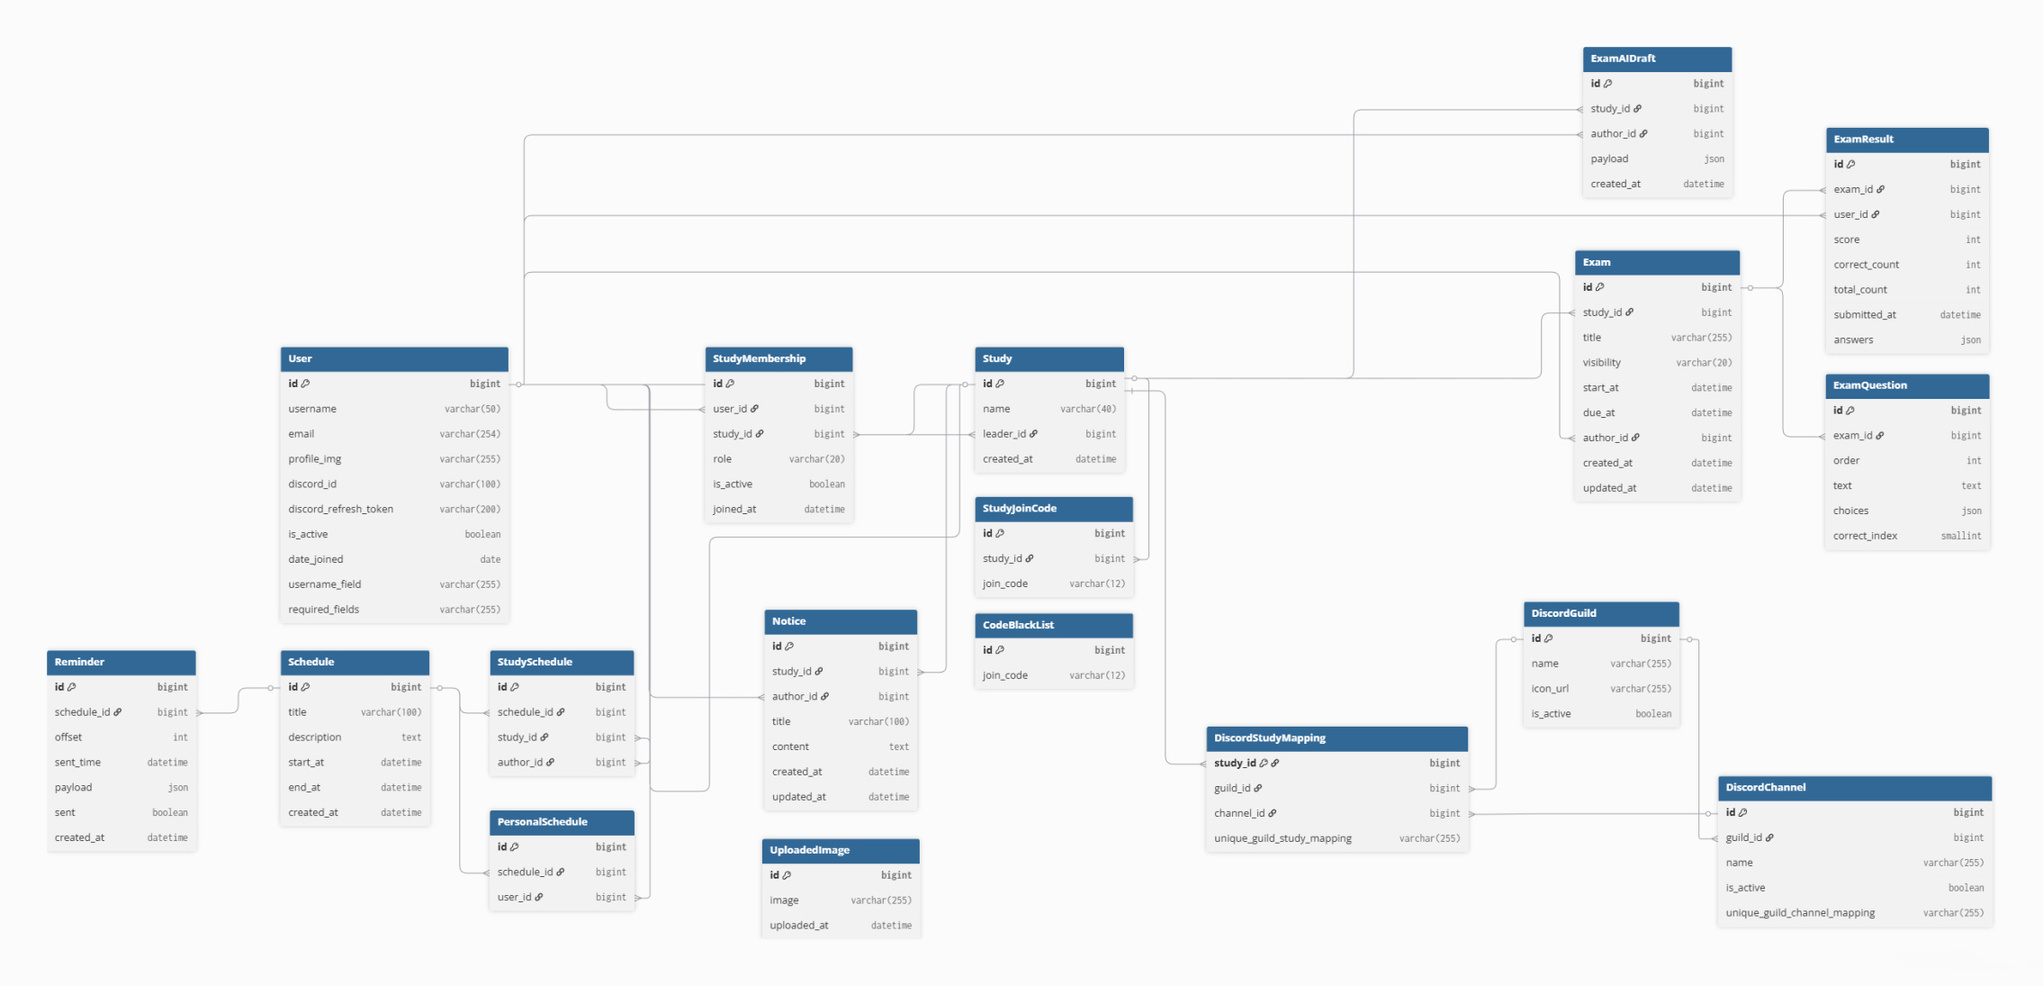 ExamAIDraft
id bigint
study_id bigint
author_id bigint
payload json
created_at datetime
ExamResult
id bigint
exam_id bigint
user_id bigint
score int
correct_count int
total_count int
submitted_at datetime
answers json
Exam
id bigint
study_id bigint
title varchar(255)
visibility varchar(20)
start_at datetime
due_at datetime
author_id bigint
created_at datetime
updated_at datetime
User
id bigint
username varchar(50)
email varchar(254)
profile_img varchar(255)
discord_id varchar(100)
discord_refresh_token varchar(200)
is_active boolean
date_joined date
username_field varchar(255)
required_fields varchar(255)
StudyMembership
id bigint
user_id bigint
study_id bigint
role varchar(20)
is_active boolean
joined_at datetime
Study
id bigint
name varchar(40)
leader_id bigint
created_at datetime
ExamQuestion
id bigint
exam_id bigint
order int
text text
choices json
correct_index smallint
StudyJoinCode
id bigint
study_id bigint
join_code varchar(12)
CodeBlackList
id bigint
join_code varchar(12)
Notice
id bigint
study_id bigint
author_id bigint
title varchar(100)
content text
created_at datetime
updated_at datetime
DiscordGuild
id bigint
name varchar(255)
icon_url varchar(255)
is_active boolean
Reminder
id bigint
schedule_id bigint
offset int
sent_time datetime
payload json
sent boolean
created_at datetime
Schedule
id bigint
title varchar(100)
description text
start_at datetime
end_at datetime
created_at datetime
StudySchedule
id bigint
schedule_id bigint
study_id bigint
author_id bigint
PersonalSchedule
id bigint
schedule_id bigint
user_id bigint
UploadedImage
id bigint
image varchar(255)
uploaded_at datetime
DiscordStudyMapping
study_id bigint
guild_id bigint
channel_id bigint
unique_guild_study_mapping varchar(255)
DiscordChannel
id bigint
guild_id bigint
name varchar(255)
is_active boolean
unique_guild_channel_mapping varchar(255)